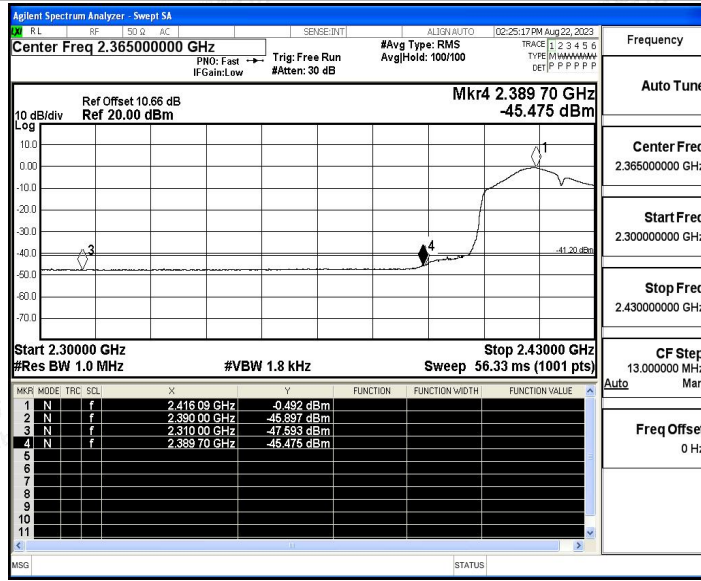 Agilent Spectrum Analyzer - Swept SA
RL RF 50 Ω AC SENSE:INT ALIGN AUTO 02:25:17 PM Aug 22, 2023
Center Freq 2.365000000 GHz #Avg Type: RMS TRACE 1 2 3 4 5 6
PNO: Fast Trig: Free Run Avg|Hold: 100/100 TYPE M WWWWW
IFGain:Low #Atten: 30 dB DET P P P P P P
Mkr4 2.389 70 GHz
-45.475 dBm
Ref Offset 10.66 dB
10 dB/div Ref 20.00 dBm
Log
10.0
0.00
-10.0
-20.0
-30.0
-40.0
-50.0
-60.0
-70.0
1
3
4
-41.20 dBm
Start 2.30000 GHz Stop 2.43000 GHz
#Res BW 1.0 MHz #VBW 1.8 kHz Sweep 56.33 ms (1001 pts)
MKR MODE TRC SCL X Y FUNCTION FUNCTION WIDTH FUNCTION VALUE
1 N f 2.416 09 GHz -0.492 dBm
2 N f 2.390 00 GHz -45.897 dBm
3 N f 2.310 00 GHz -47.593 dBm
4 N f 2.389 70 GHz -45.475 dBm
5
6
7
8
9
10
11
MSG STATUS
Frequency
Auto Tune
Center Freq
2.365000000 GHz
Start Freq
2.300000000 GHz
Stop Freq
2.430000000 GHz
CF Step
13.000000 MHz
Auto Man
Freq Offset
0 Hz